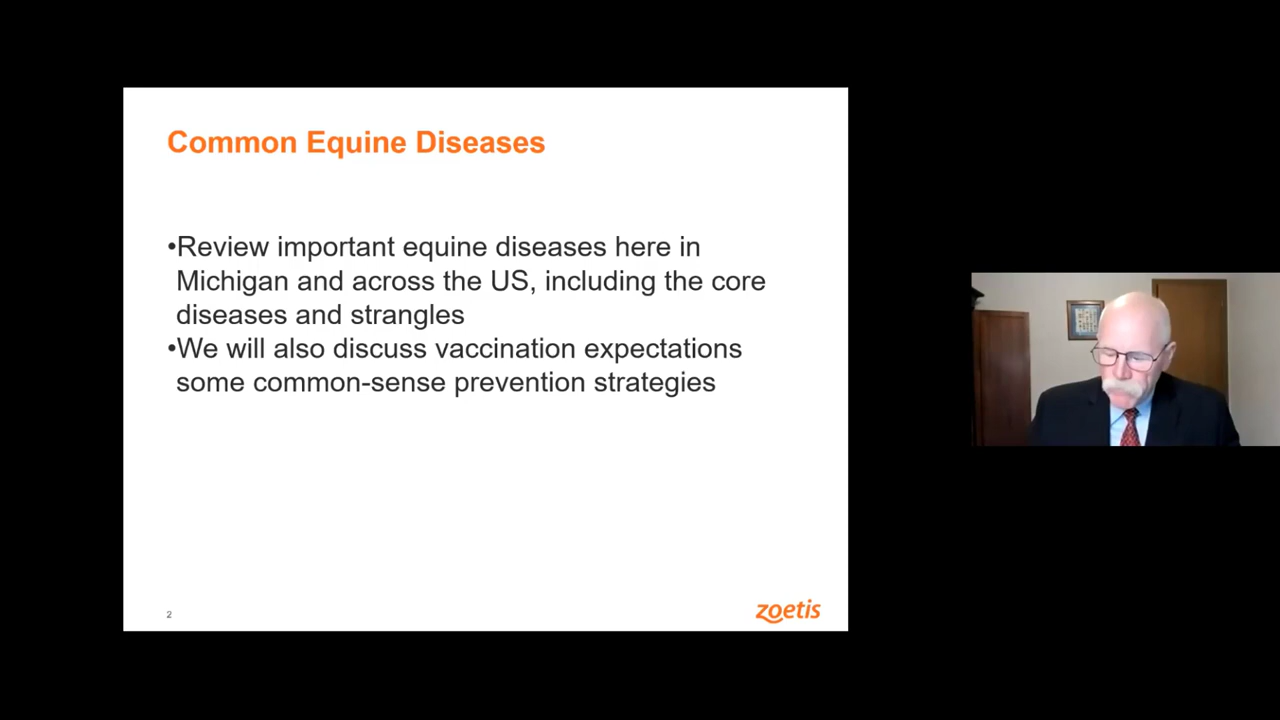 Common Equine Diseases
•Review important equine diseases here in
Michigan and across the US, including the core
diseases and strangles
•We will also discuss vaccination expectations
some common-sense prevention strategies
2
zoetis